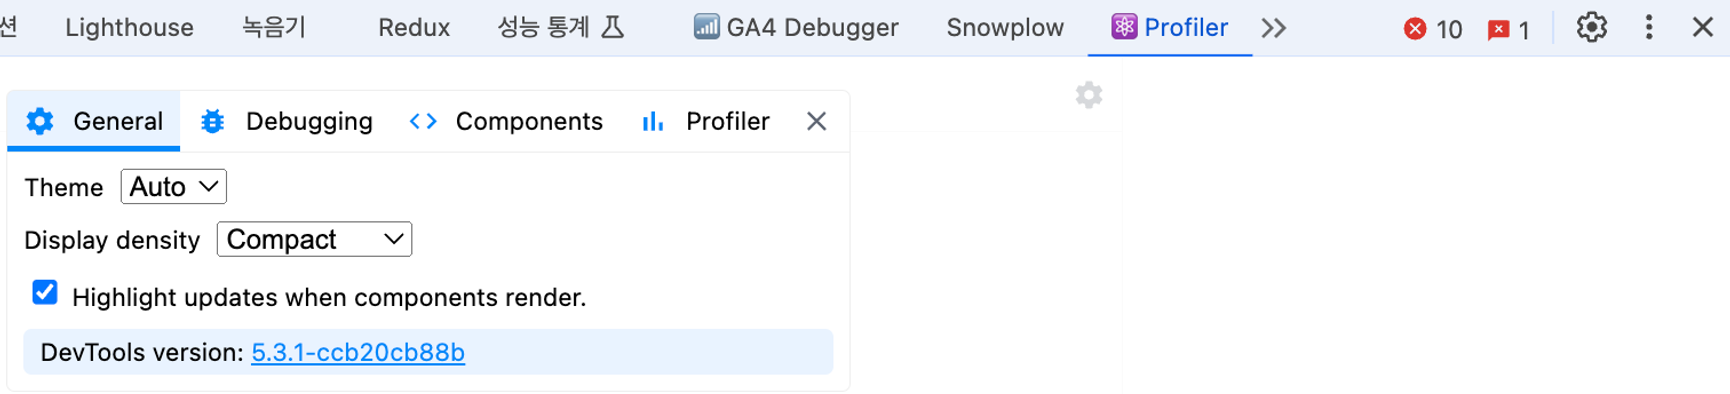 션 Lighthouse 녹음기 Redux 성능 통계 GA4 Debugger Snowplow Profiler 10 1
General Debugging Components Profiler
Theme Auto
Display density Compact
Highlight updates when components render.
DevTools version: 5.3.1-ccb20cb88b